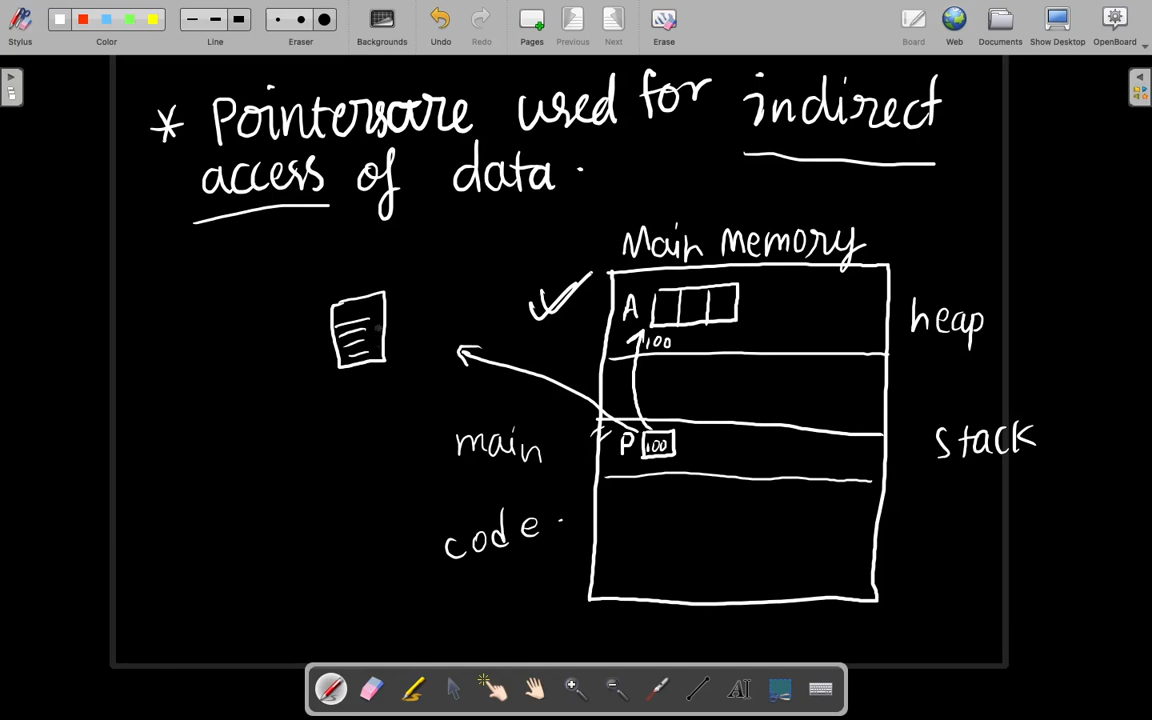 Stylus
Color
Line
Eraser
Backgrounds
Undo
Redo
Pages
Previous
Next
Erase
Board
Web
Documents
Show Desktop
OpenBoard
* Pointers are used for indirect
access of data.
Main memory
A
heap
100
main
P 100
stack
code
AI